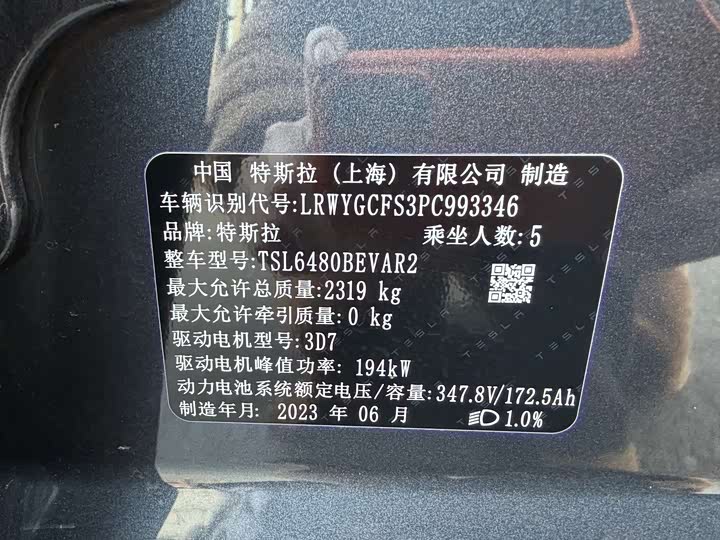 中国 特斯拉（上海）有限公司 制造
车辆识别代号:LRWYGCFS3PC993346
品牌:特斯拉 乘坐人数:5
整车型号:TSL6480BEVAR2
最大允许总质量:2319 kg
最大允许牵引质量:0 kg
驱动电机型号:3D7
驱动电机峰值功率: 194kW
动力电池系统额定电压/容量:347.8V/172.5Ah
制造年月: 2023 年 06 月 1.0%